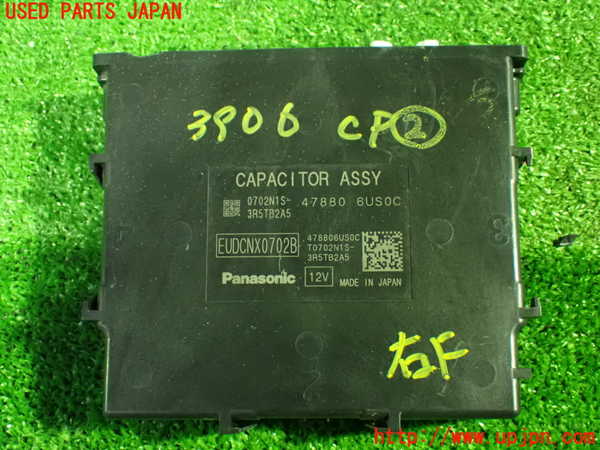 USED PARTS JAPAN
3906 CP②
CAPACITOR ASSY
0702N1S-
3R5TB2A5
47880 6US0C
EUDCNX0702B
478806US0C
T0702N1S-
3R5TB2A5
Panasonic
12V
MADE IN JAPAN
右F
http://www.upjpn.com/